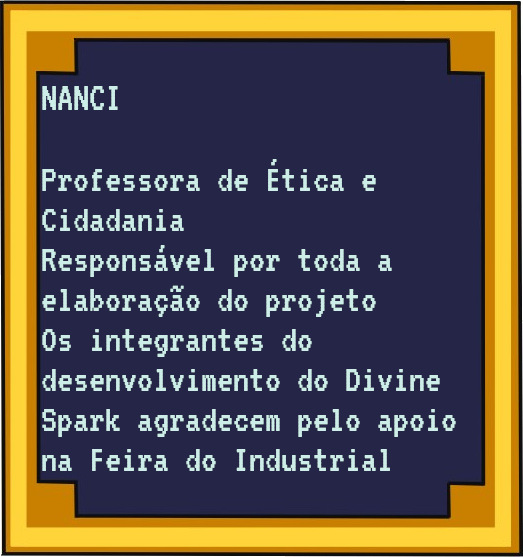 NANCI
Professora de Ética e
Cidadania
Responsável por toda a
elaboração do projeto
Os integrantes do
desenvolvimento do Divine
Spark agradecem pelo apoio
na Feira do Industrial